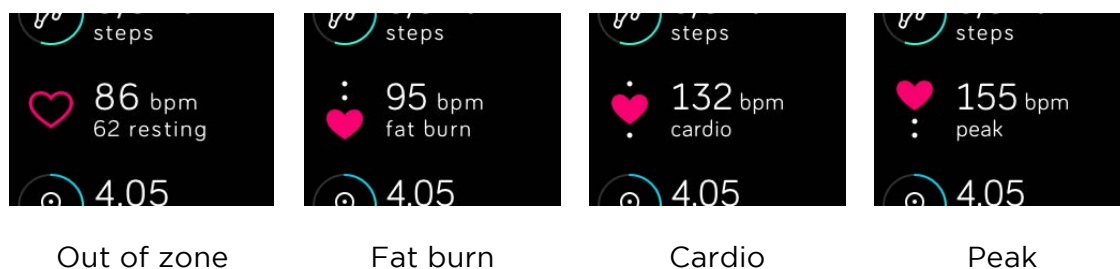 steps
86 bpm
62 resting
4.05
steps
95 bpm
fat burn
4.05
steps
132 bpm
cardio
4.05
steps
155 bpm
peak
4.05
Out of zone
Fat burn
Cardio
Peak